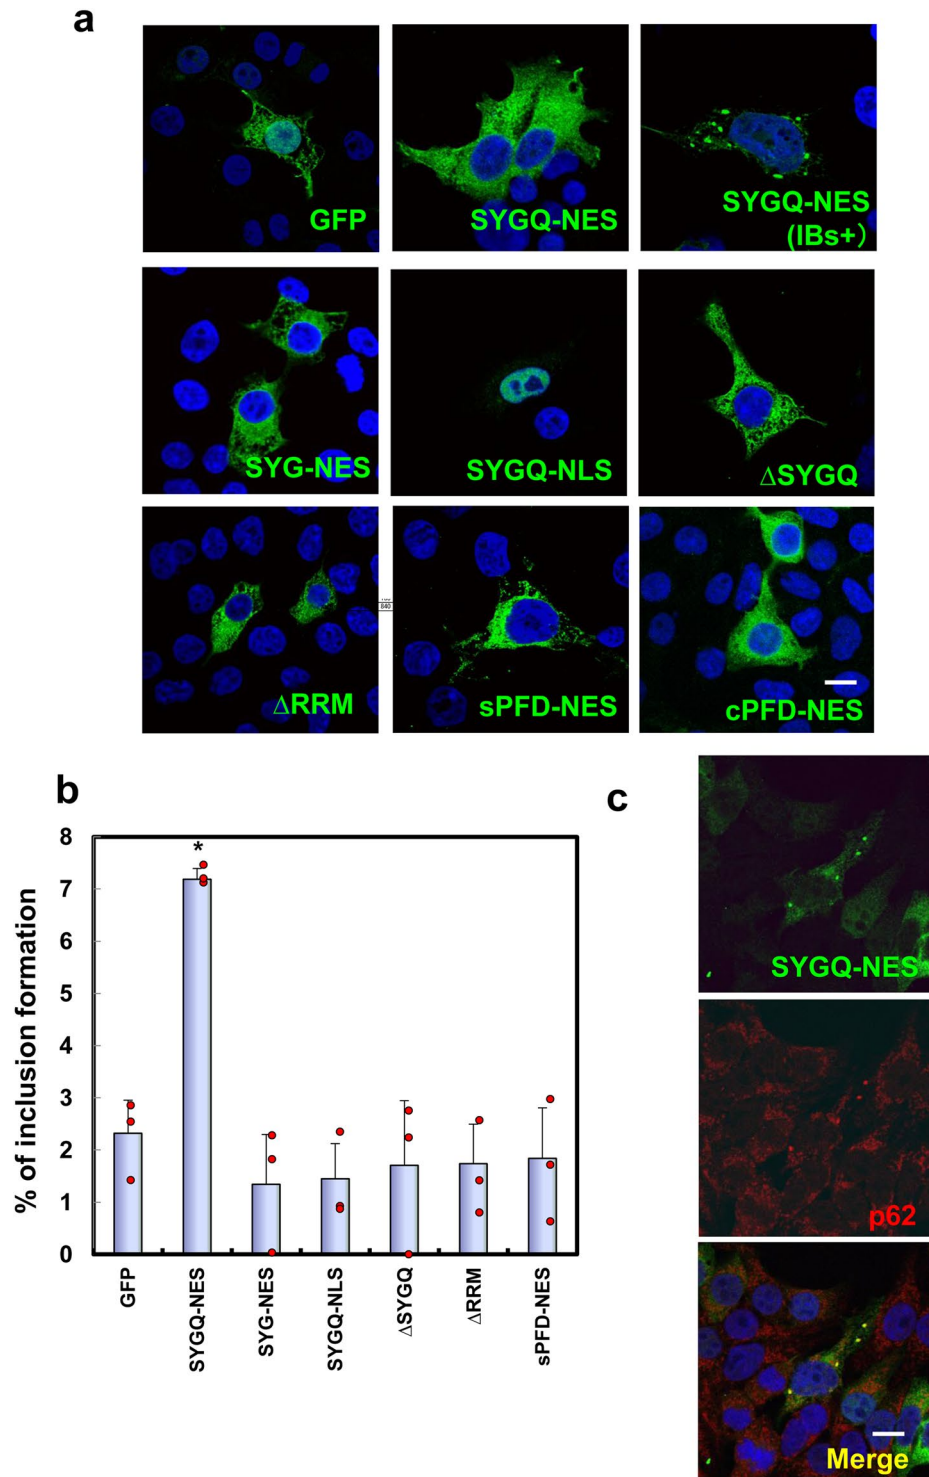 a
GFP
SYGQ-NES
SYGQ-NES
(IBs+)
SYG-NES
SYGQ-NLS
ΔSYGQ
ΔRRM
840
sPFD-NES
cPFD-NES
b
% of inclusion formation
8
7
6
5
4
3
2
1
0
*
GFP
SYGQ-NES
SYG-NES
SYGQ-NLS
ΔSYGQ
ΔRRM
sPFD-NES
c
SYGQ-NES
p62
Merge